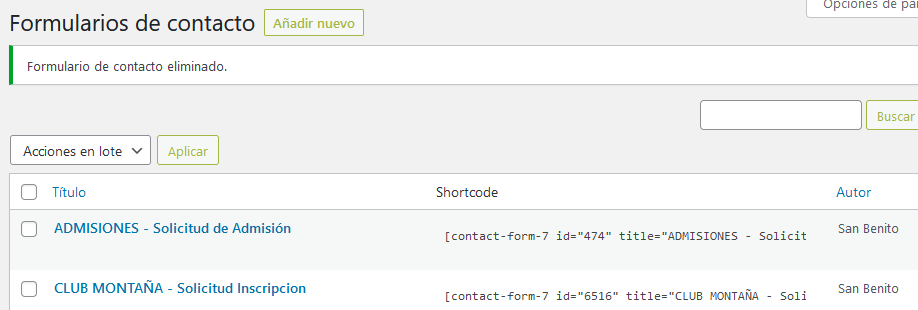 Opciones de pa
Formularios de contacto Añadir nuevo
Formulario de contacto eliminado.
Buscar
Acciones en lote Aplicar
Título Shortcode Autor
ADMISIONES - Solicitud de Admisión [contact-form-7 id="474" title="ADMISIONES - Solicit San Benito
CLUB MONTAÑA - Solicitud Inscripcion [contact-form-7 id="6516" title="CLUB MONTAÑA - Soli San Benito